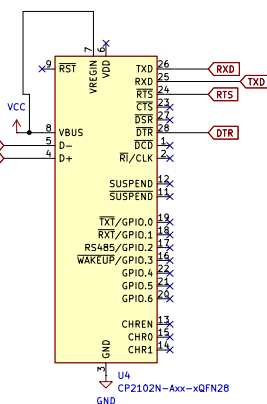 7 6
9 RST VREGIN VDD TXD 26 RXD
RXD 25 TXD
RTS 24 RTS
CTS 23
DSR 27
VCC 8 VBUS DTR 28 DTR
5 D- DCD 1
4 D+ RI/CLK 2
SUSPEND 12
SUSPEND 11
TXT/GPIO.0 19
RXT/GPIO.1 18
RS485/GPIO.2 17
WAKEUP/GPIO.3 16
GPIO.4 22
GPIO.5 21
GPIO.6 20
CHREN 13
CHR0 15
CHR1 14
GND
3
U4
CP2102N-Axx-xQFN28
GND